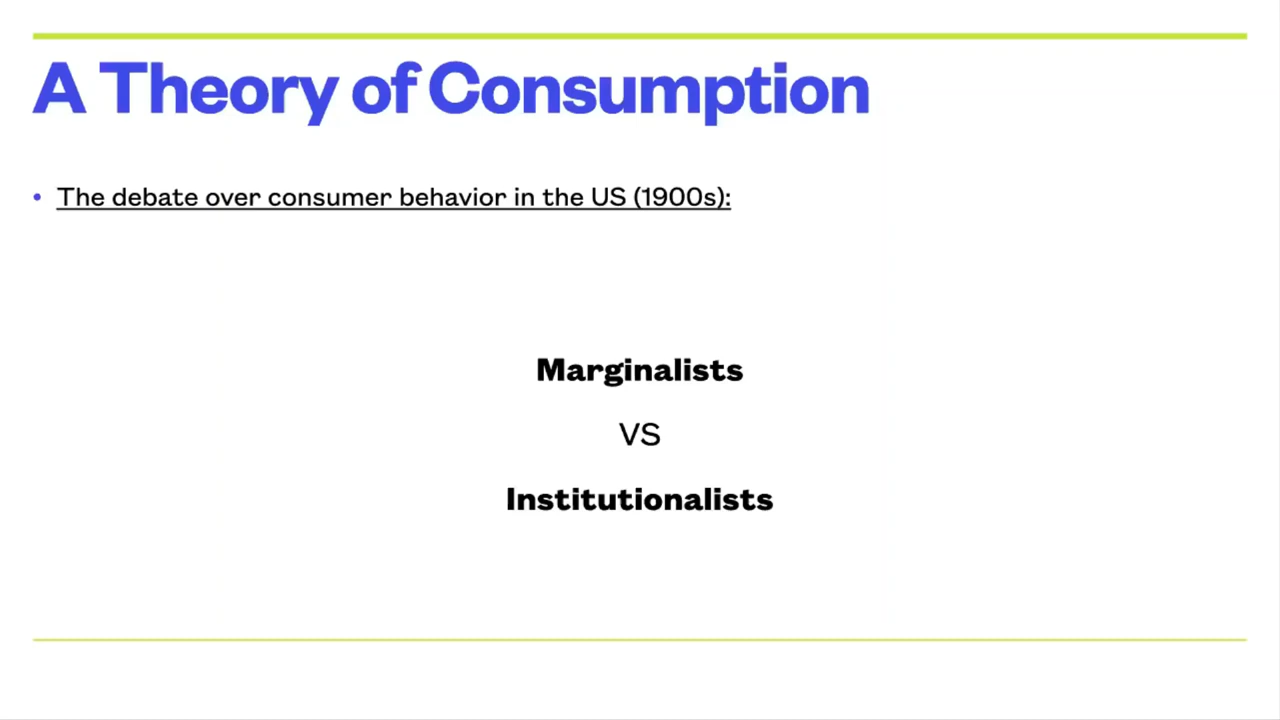 A Theory of Consumption
• The debate over consumer behavior in the US (1900s):
Marginalists
VS
Institutionalists